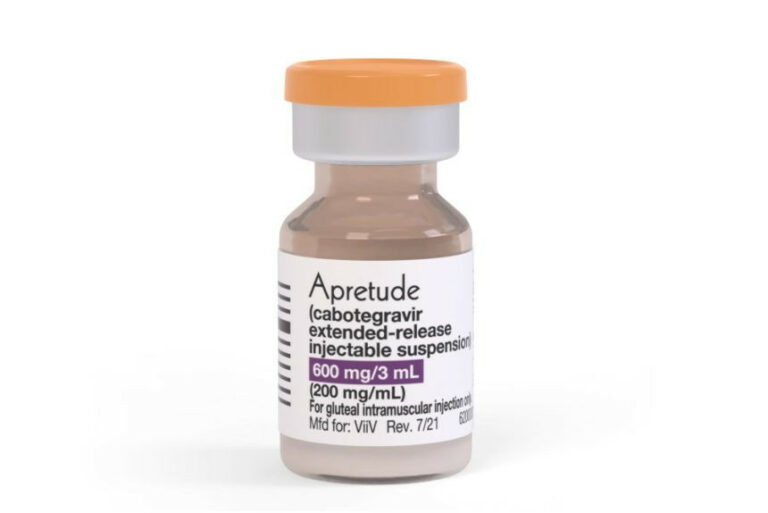 Apretude
(cabotegravir
extended-release
injectable suspension)
600 mg/3 mL
(200 mg/mL)
For gluteal intramuscular injection only
Mfd for: ViiV Rev. 7/21